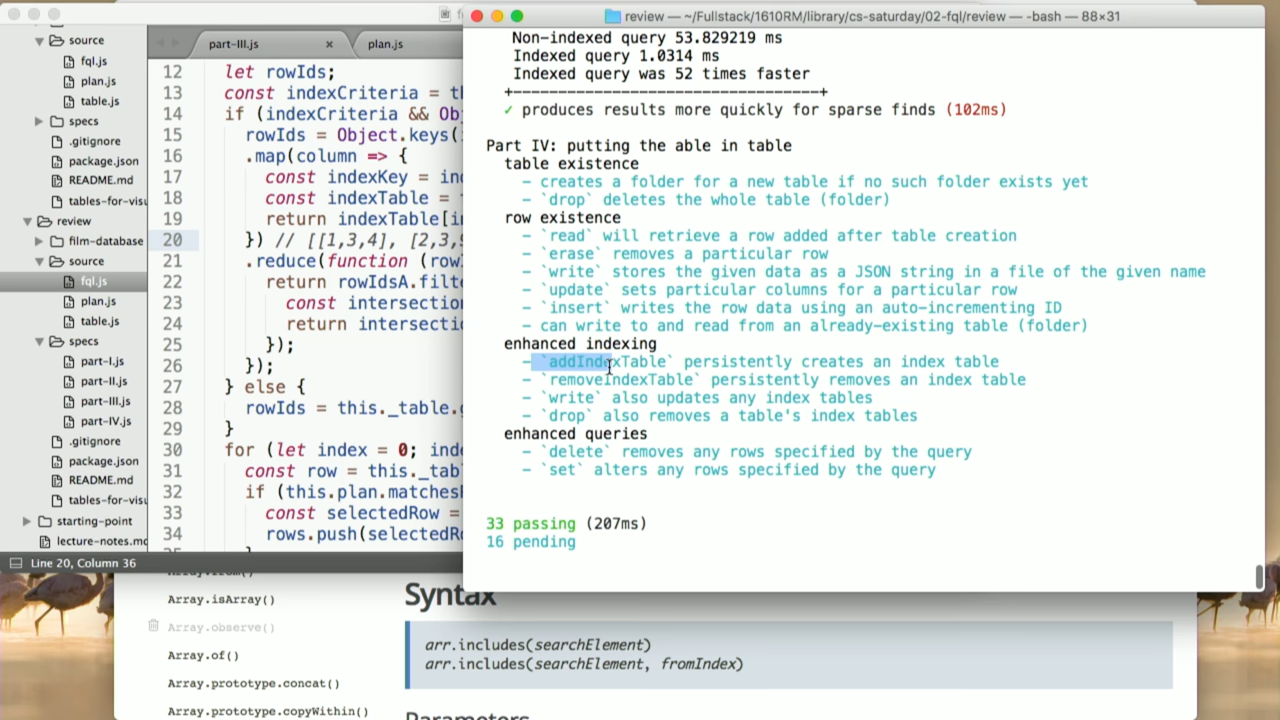 source
fql.js
plan.js
table.js
specs
.gitignore
package.json
README.md
tables-for-visu
review
film-database
source
fql.js
plan.js
table.js
specs
part-I.js
part-II.js
part-III.js
part-IV.js
.gitignore
package.json
README.md
tables-for-visu
starting-point
lecture-notes.md
part-III.js
plan.js
12 let rowIds;
13 const indexCriteria = th
14 if (indexCriteria && Obj
15 rowIds = Object.keys(i
16 .map(column => {
17 const indexKey = ind
18 const indexTable = t
19 return indexTable[in
20 }) // [[1,3,4], [2,3,9
21 .reduce(function (row
22 return rowIdsA.filte
23 const intersection
24 return intersection
25 });
26 });
27 } else {
28 rowIds = this._table.g
29 }
30 for (let index = 0; inde
31 const row = this._tabl
32 if (this.plan.matchesR
33 const selectedRow =
34 rows.push(selectedRo
Line 20, Column 36
review — ~/Fullstack/1610RM/library/cs-saturday/02-fql/review — -bash — 88×31
Non-indexed query 53.829219 ms
Indexed query 1.0314 ms
Indexed query was 52 times faster
+----------------------------------+
✓ produces results more quickly for sparse finds (102ms)
Part IV: putting the able in table
table existence
- creates a folder for a new table if no such folder exists yet
- `drop` deletes the whole table (folder)
row existence
- `read` will retrieve a row added after table creation
- `erase` removes a particular row
- `write` stores the given data as a JSON string in a file of the given name
- `update` sets particular columns for a particular row
- `insert` writes the row data using an auto-incrementing ID
- can write to and read from an already-existing table (folder)
enhanced indexing
- `addIndexTable` persistently creates an index table
- `removeIndexTable` persistently removes an index table
- `write` also updates any index tables
- `drop` also removes a table's index tables
enhanced queries
- `delete` removes any rows specified by the query
- `set` alters any rows specified by the query
33 passing (207ms)
16 pending
Array.isArray()
Array.observe()
Array.of()
Array.prototype.concat()
Array.prototype.copyWithin()
Syntax
arr.includes(searchElement)
arr.includes(searchElement, fromIndex)
Parameters